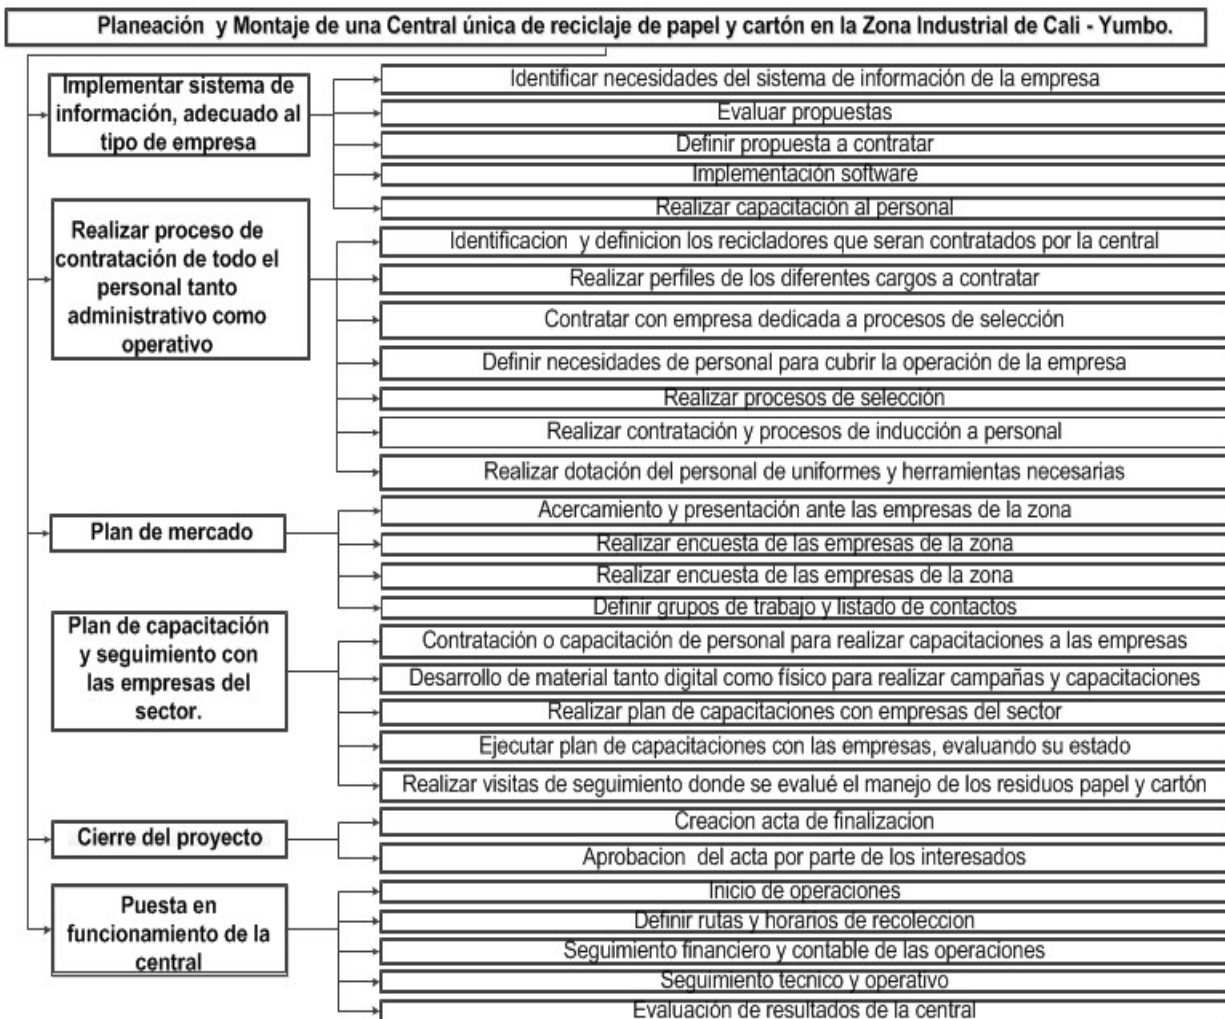 Planeación y Montaje de una Central única de reciclaje de papel y cartón en la Zona Industrial de Cali - Yumbo.
Implementar sistema de
información, adecuado al
tipo de empresa
Identificar necesidades del sistema de información de la empresa
Evaluar propuestas
Definir propuesta a contratar
Implementación software
Realizar capacitación al personal
Realizar proceso de
contratación de todo el
personal tanto
administrativo como
operativo
Identificacion y definicion los recicladores que seran contratados por la central
Realizar perfiles de los diferentes cargos a contratar
Contratar con empresa dedicada a procesos de selección
Definir necesidades de personal para cubrir la operación de la empresa
Realizar procesos de selección
Realizar contratación y procesos de inducción a personal
Realizar dotación del personal de uniformes y herramientas necesarias
Plan de mercado
Acercamiento y presentación ante las empresas de la zona
Realizar encuesta de las empresas de la zona
Realizar encuesta de las empresas de la zona
Definir grupos de trabajo y listado de contactos
Plan de capacitación
y seguimiento con
las empresas del
sector.
Contratación o capacitación de personal para realizar capacitaciones a las empresas
Desarrollo de material tanto digital como físico para realizar campañas y capacitaciones
Realizar plan de capacitaciones con empresas del sector
Ejecutar plan de capacitaciones con las empresas, evaluando su estado
Realizar visitas de seguimiento donde se evalué el manejo de los residuos papel y cartón
Cierre del proyecto
Creacion acta de finalizacion
Aprobacion del acta por parte de los interesados
Puesta en
funcionamiento de la
central
Inicio de operaciones
Definir rutas y horarios de recoleccion
Seguimiento financiero y contable de las operaciones
Seguimiento tecnico y operativo
Evaluación de resultados de la central